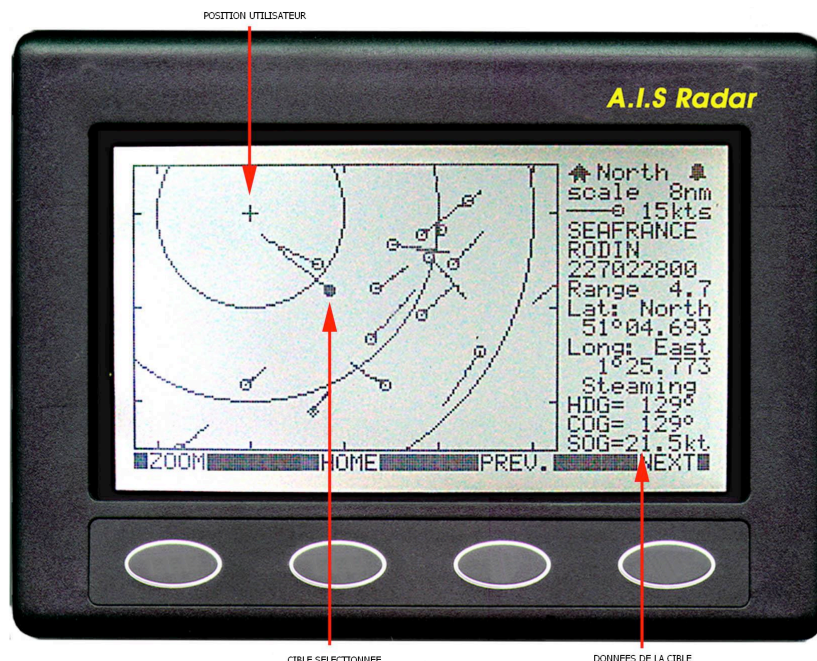 POSITION UTILISATEUR
A.I.S Radar
North
scale 8nm
15kts
SEAFRANCE
RODIN
227022800
Range 4.7
Lat: North
51°04.693
Long: East
1°25.773
Steaming
HDG= 129°
COG= 129°
SOG=21.5kt
ZOOM HOME PREV. NEXT
CIBLE SELECTIONNEE DONNEES DE LA CIBLE